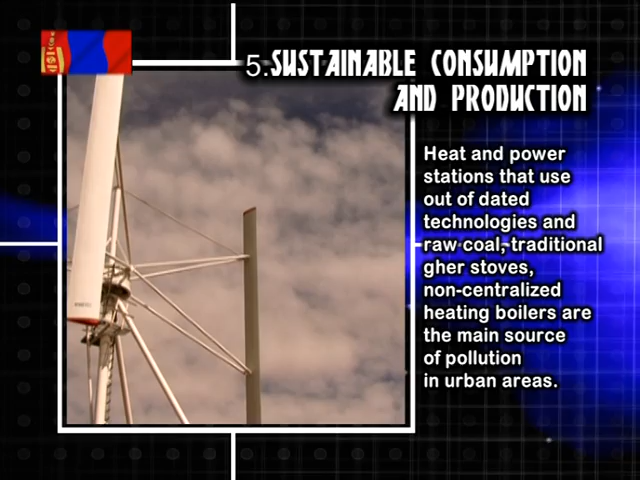 5.SUSTAINABLE CONSUMPTION
AND PRODUCTION
Heat and power
stations that use
out of dated
technologies and
raw coal, traditional
gher stoves,
non-centralized
heating boilers are
the main source
of pollution
in urban areas.